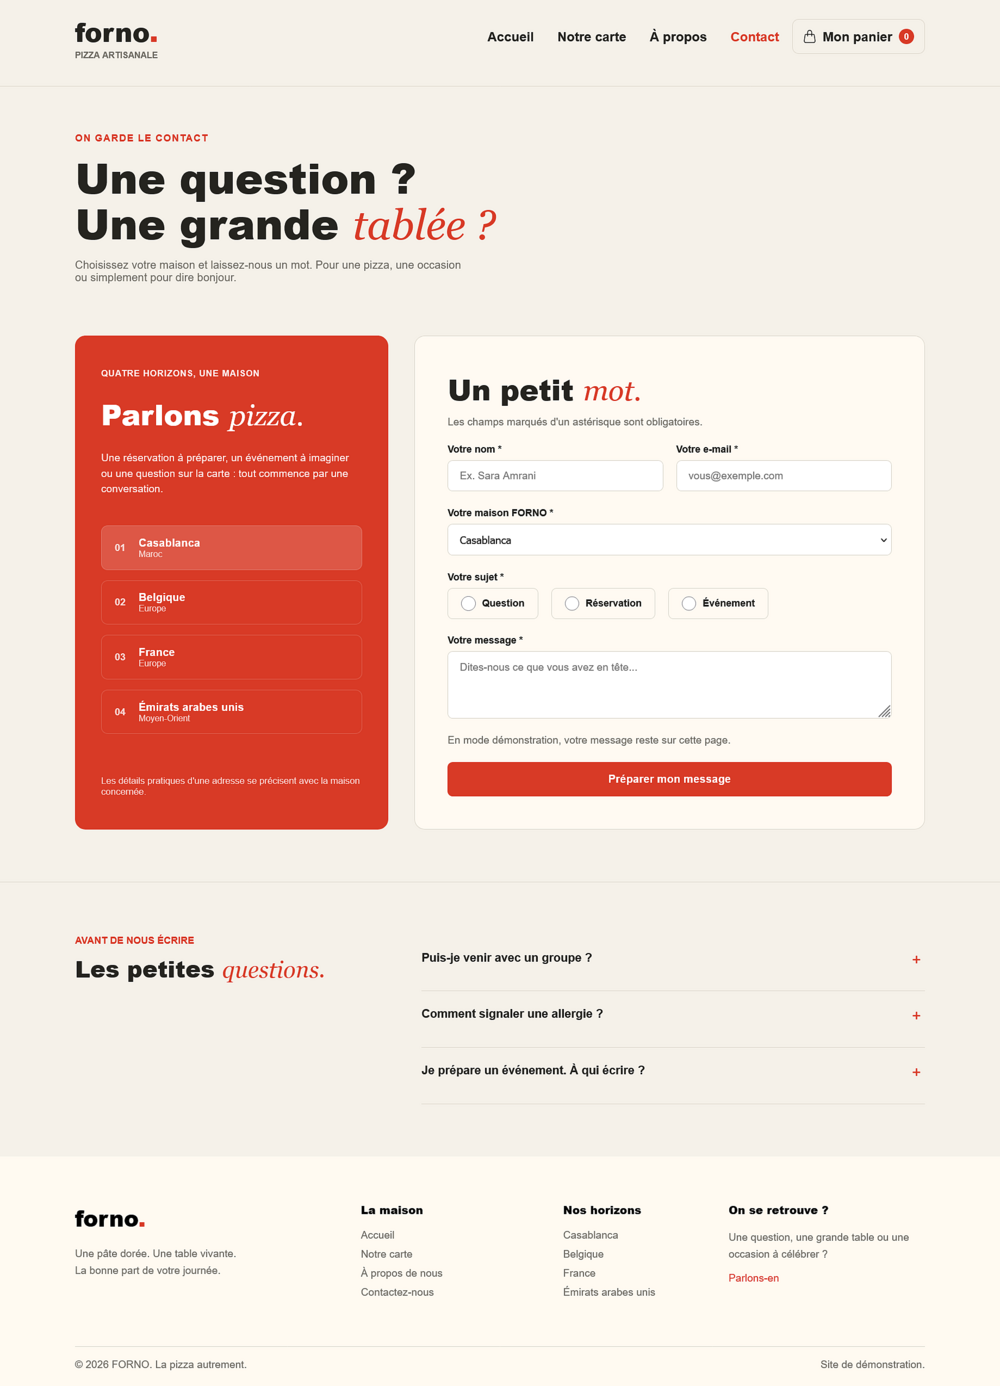 forno.
PIZZA ARTISANALE
Accueil
Notre carte
À propos
Contact
Mon panier
0
ON GARDE LE CONTACT
Une question ?
Une grande tablée ?
Choisissez votre maison et laissez-nous un mot. Pour une pizza, une occasion
ou simplement pour dire bonjour.
QUATRE HORIZONS, UNE MAISON
Parlons pizza.
Une réservation à préparer, un événement à imaginer
ou une question sur la carte : tout commence par une
conversation.
01
Casablanca
Maroc
02
Belgique
Europe
03
France
Europe
04
Émirats arabes unis
Moyen-Orient
Les détails pratiques d'une adresse se précisent avec la maison
concernée.
Un petit mot.
Les champs marqués d'un astérisque sont obligatoires.
Votre nom *
Votre e-mail *
Ex. Sara Amrani
vous@exemple.com
Votre maison FORNO *
Casablanca
Votre sujet *
Question
Réservation
Événement
Votre message *
Dites-nous ce que vous avez en tête...
En mode démonstration, votre message reste sur cette page.
Préparer mon message
AVANT DE NOUS ÉCRIRE
Les petites questions.
Puis-je venir avec un groupe ?
+
Comment signaler une allergie ?
+
Je prépare un événement. À qui écrire ?
+
forno.
Une pâte dorée. Une table vivante.
La bonne part de votre journée.
La maison
Accueil
Notre carte
À propos de nous
Contactez-nous
Nos horizons
Casablanca
Belgique
France
Émirats arabes unis
On se retrouve ?
Une question, une grande table ou une
occasion à célébrer ?
Parlons-en
© 2026 FORNO. La pizza autrement.
Site de démonstration.